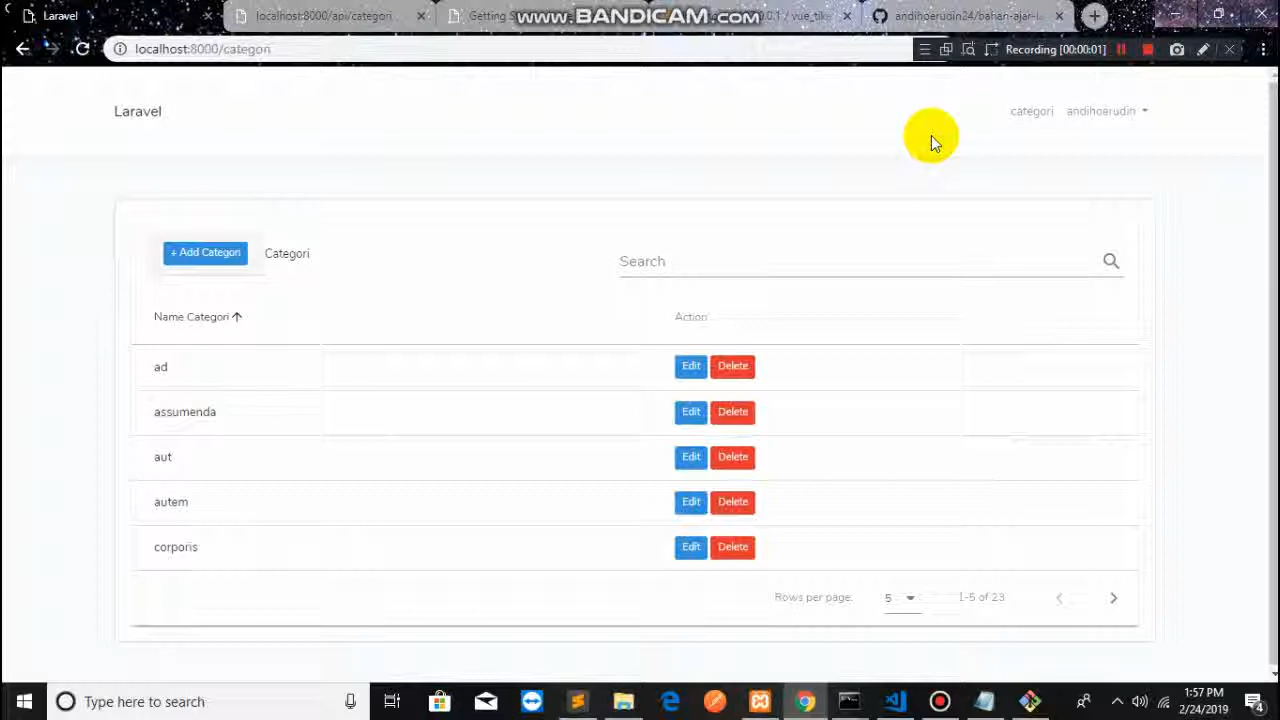 Laravel
localhost:8000/api/categori
Getting S
www.BANDICAM.com
0.0.1 / vue_tike
andihoerudin24/bahan-ajar-l
localhost:8000/categori
Recording [00:00:01]
Laravel
categori
andihoerudin
+ Add Categori
Categori
Search
Name Categori
Action
ad
Edit
Delete
assumenda
Edit
Delete
aut
Edit
Delete
autem
Edit
Delete
corporis
Edit
Delete
Rows per page:
5
1-5 of 23
Type here to search
1:57 PM
2/24/2019
4